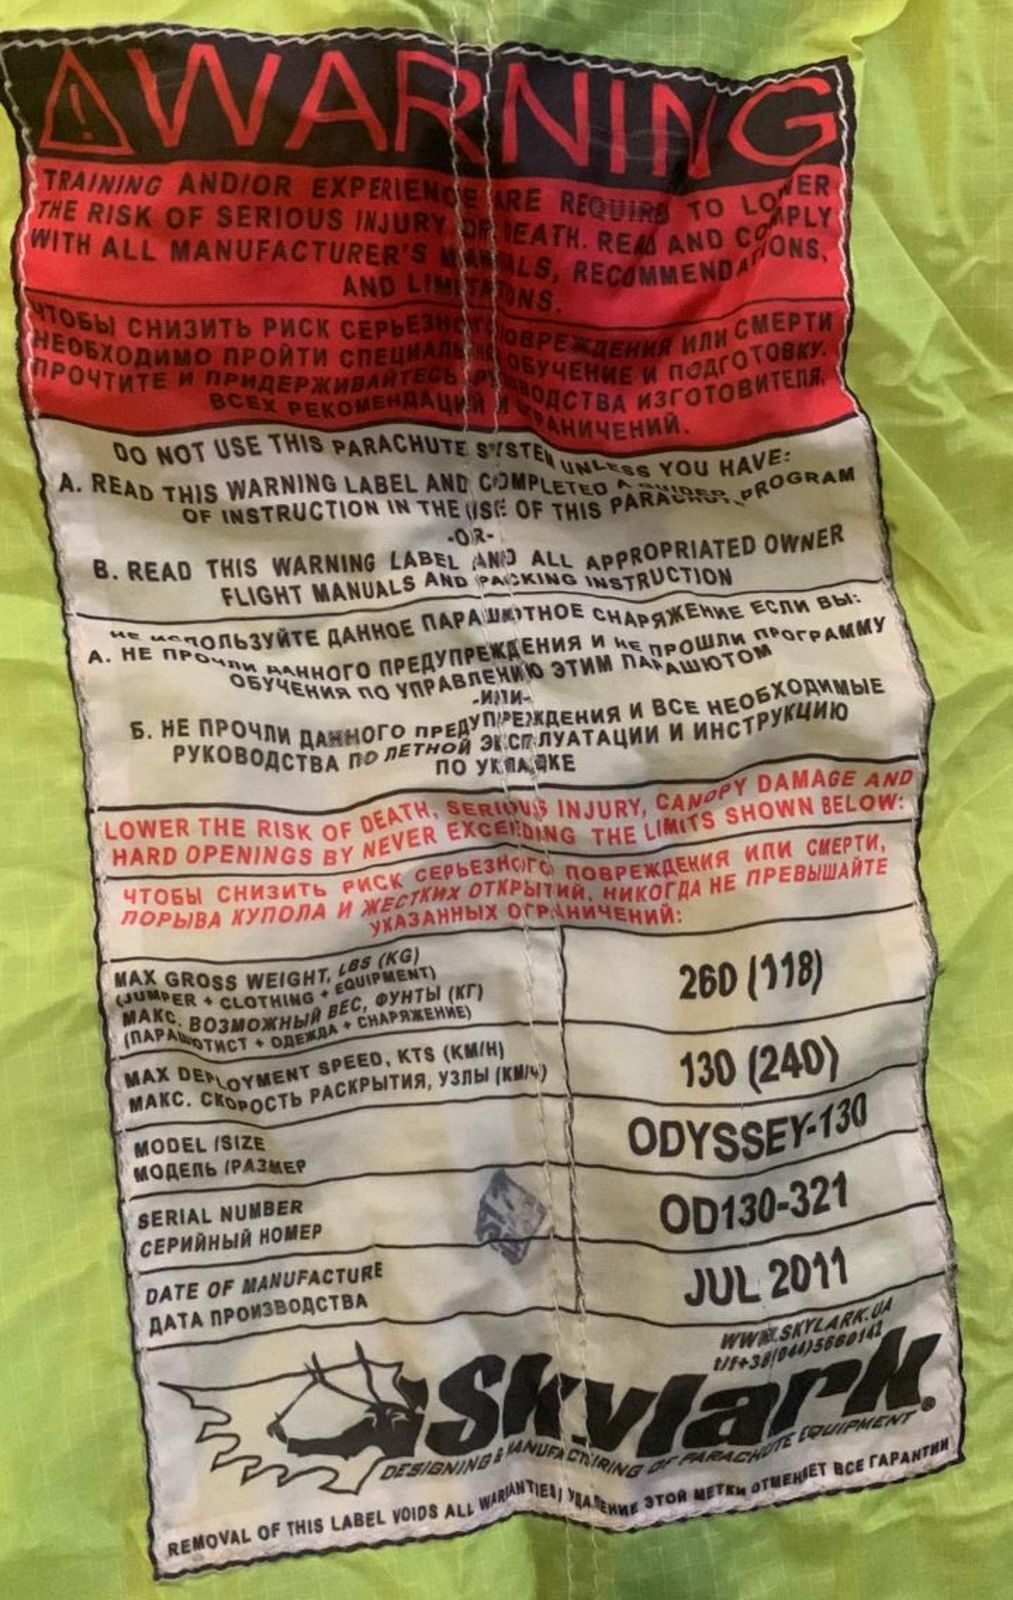 WARNING
TRAINING AND/OR EXPERIENCE ARE REQUIRD TO LOWER
THE RISK OF SERIOUS INJURY OR DEATH. READ AND COMPLY
WITH ALL MANUFACTURER'S MANUALS, RECOMMENDATIONS,
AND LIMITATONS.
ЧТОБЫ СНИЗИТЬ РИСК СЕРЬЕЗНОГО ПОВРЕЖДЕНИЯ ИЛИ СМЕРТИ
НЕОБХОДИМО ПРОЙТИ СПЕЦИАЛЬНОЕ ОБУЧЕНИЕ И ПОДГОТОВКУ.
ПРОЧТИТЕ И ПРИДЕРЖИВАЙТЕСЬ РУКОВОДСТВА ИЗГОТОВИТЕЛЯ,
ВСЕХ РЕКОМЕНДАЦИЙ И ОГРАНИЧЕНИЙ.
DO NOT USE THIS PARACHUTE SYSTEM UNLESS YOU HAVE:
A. READ THIS WARNING LABEL AND COMPLETED A GUIDED PROGRAM
OF INSTRUCTION IN THE USE OF THIS PARACHUTE
-OR-
B. READ THIS WARNING LABEL AND ALL APPROPRIATED OWNER
FLIGHT MANUALS AND PACKING INSTRUCTION
НЕ ИСПОЛЬЗУЙТЕ ДАННОЕ ПАРАШЮТНОЕ СНАРЯЖЕНИЕ ЕСЛИ ВЫ:
А. НЕ ПРОЧЛИ ДАННОГО ПРЕДУПРЕЖДЕНИЯ И НЕ ПРОШЛИ ПРОГРАММУ
ОБУЧЕНИЯ ПО УПРАВЛЕНИЮ ЭТИМ ПАРАШЮТОМ
-ИЛИ-
Б. НЕ ПРОЧЛИ ДАННОГО ПРЕДУПРЕЖДЕНИЯ И ВСЕ НЕОБХОДИМЫЕ
РУКОВОДСТВА ПО ЛЕТНОЙ ЭКСПЛУАТАЦИИ И ИНСТРУКЦИЮ
ПО УКЛАДКЕ
LOWER THE RISK OF DEATH, SERIOUS INJURY, CANOPY DAMAGE AND
HARD OPENINGS BY NEVER EXCEEDING THE LIMITS SHOWN BELOW:
ЧТОБЫ СНИЗИТЬ РИСК СЕРЬЕЗНОГО ПОВРЕЖДЕНИЯ ИЛИ СМЕРТИ,
ПОРЫВА КУПОЛА И ЖЕСТКИХ ОТКРЫТИЙ, НИКОГДА НЕ ПРЕВЫШАЙТЕ
УКАЗАННЫХ ОГРАНИЧЕНИЙ:
MAX GROSS WEIGHT, LBS (KG)
(JUMPER + CLOTHING + EQUIPMENT)
МАКС. ВОЗМОЖНЫЙ ВЕС, ФУНТЫ (КГ)
(ПАРАШЮТИСТ + ОДЕЖДА + СНАРЯЖЕНИЕ)
260 (118)
MAX DEPLOYMENT SPEED, KTS (KM/H)
МАКС. СКОРОСТЬ РАСКРЫТИЯ, УЗЛЫ (КМ/Ч)
130 (240)
MODEL /SIZE
МОДЕЛЬ /РАЗМЕР
ODYSSEY-130
SERIAL NUMBER
СЕРИЙНЫЙ НОМЕР
OD130-321
DATE OF MANUFACTURE
ДАТА ПРОИЗВОДСТВА
JUL 2011
WWW.SKYLARK.UA
t/f+38(044)5660142
Skylark®
DESIGNING & MANUFACTURING OF PARACHUTE EQUIPMENT
REMOVAL OF THIS LABEL VOIDS ALL WARIANTIES/ УДАЛЕНИЕ ЭТОЙ МЕТКИ ОТМЕНЯЕТ ВСЕ ГАРАНТИИ